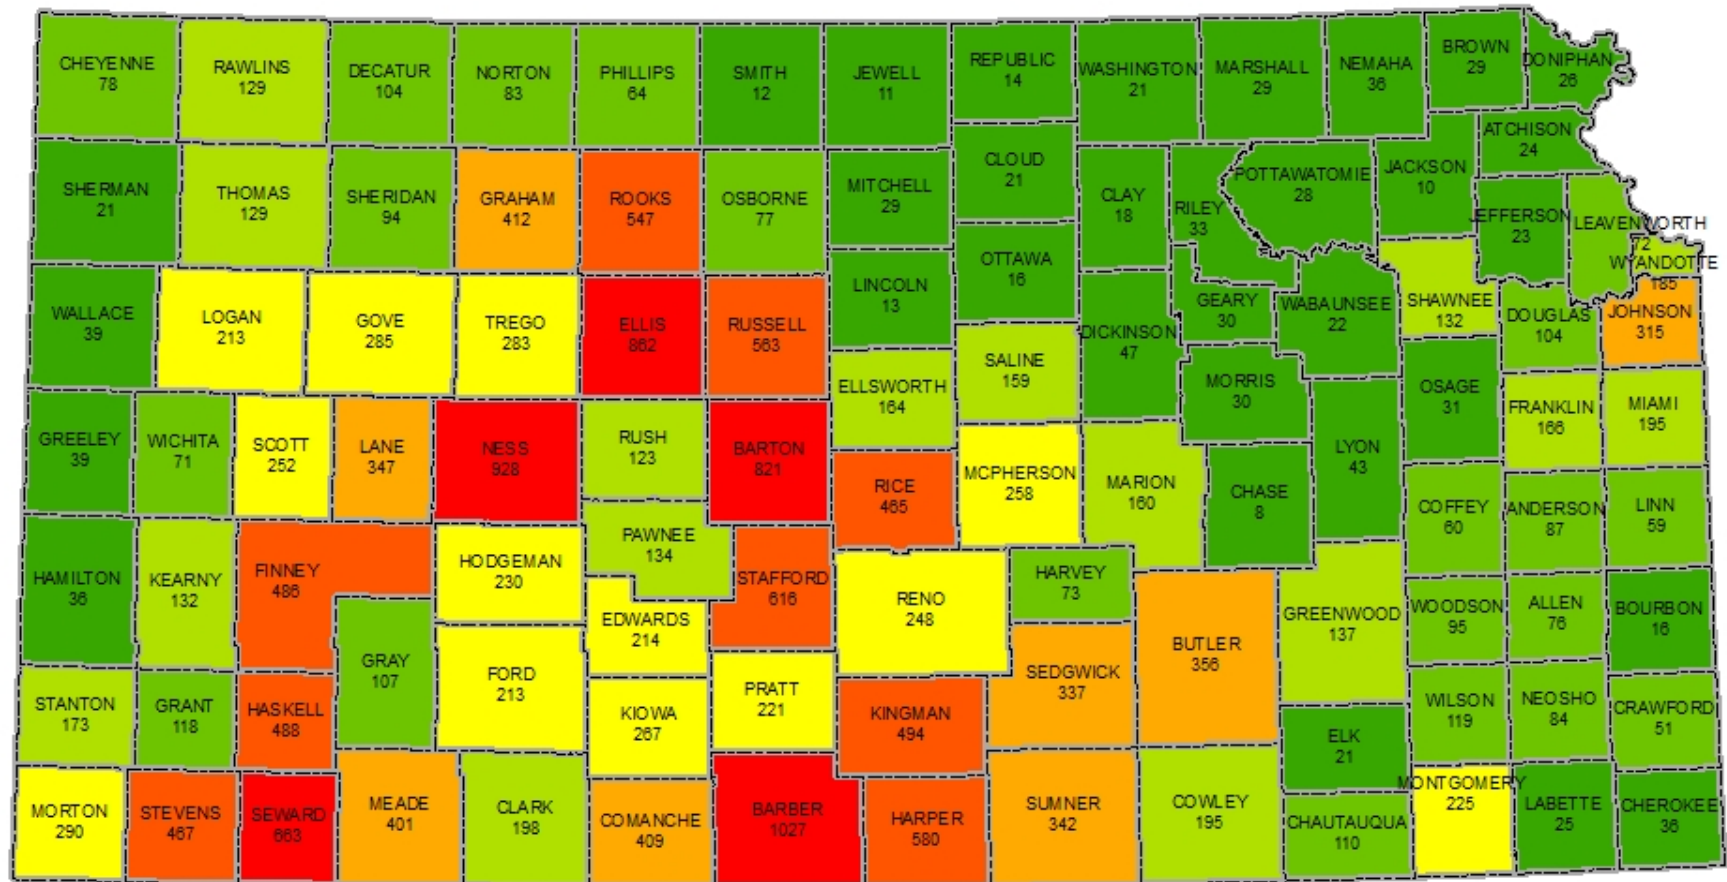 CHEYENNE
78
RAWLINS
129
DECATUR
104
NORTON
83
PHILLIPS
64
SMITH
12
JEWELL
11
REPUBLIC
14
WASHINGTON
21
MARSHALL
29
NEMAHA
36
BROWN
29
DONIPHAN
26
SHERMAN
21
THOMAS
129
SHERIDAN
94
GRAHAM
412
ROOKS
547
OSBORNE
77
MITCHELL
29
CLOUD
21
CLAY
18
RILEY
33
POTTAWATOMIE
28
JACKSON
10
ATCHISON
24
JEFFERSON
23
LEAVENWORTH
72
WYANDOTTE
185
WALLACE
39
LOGAN
213
GOVE
285
TREGO
283
ELLIS
862
RUSSELL
563
LINCOLN
13
OTTAWA
16
DICKINSON
47
GEARY
30
WABAUNSEE
22
SHAWNEE
132
DOUGLAS
104
JOHNSON
315
ELLSWORTH
164
SALINE
159
MORRIS
30
OSAGE
31
FRANKLIN
166
MIAMI
195
GREELEY
39
WICHITA
71
SCOTT
252
LANE
347
NESS
928
RUSH
123
BARTON
821
RICE
465
MCPHERSON
258
MARION
160
CHASE
8
LYON
43
COFFEY
60
ANDERSON
87
LINN
59
HAMILTON
36
KEARNY
132
FINNEY
486
HODGEMAN
230
PAWNEE
134
STAFFORD
616
EDWARDS
214
RENO
248
HARVEY
73
BUTLER
356
GREENWOOD
137
WOODSON
95
ALLEN
76
BOURBON
16
GRAY
107
FORD
213
KIOWA
267
PRATT
221
KINGMAN
494
SEDGWICK
337
STANTON
173
GRANT
118
HASKELL
488
ELK
21
WILSON
119
NEOSHO
84
CRAWFORD
51
MORTON
290
STEVENS
467
SEWARD
663
MEADE
401
CLARK
198
COMANCHE
409
BARBER
1027
HARPER
580
SUMNER
342
COWLEY
195
CHAUTAUQUA
110
MONTGOMERY
225
LABETTE
25
CHEROKEE
36